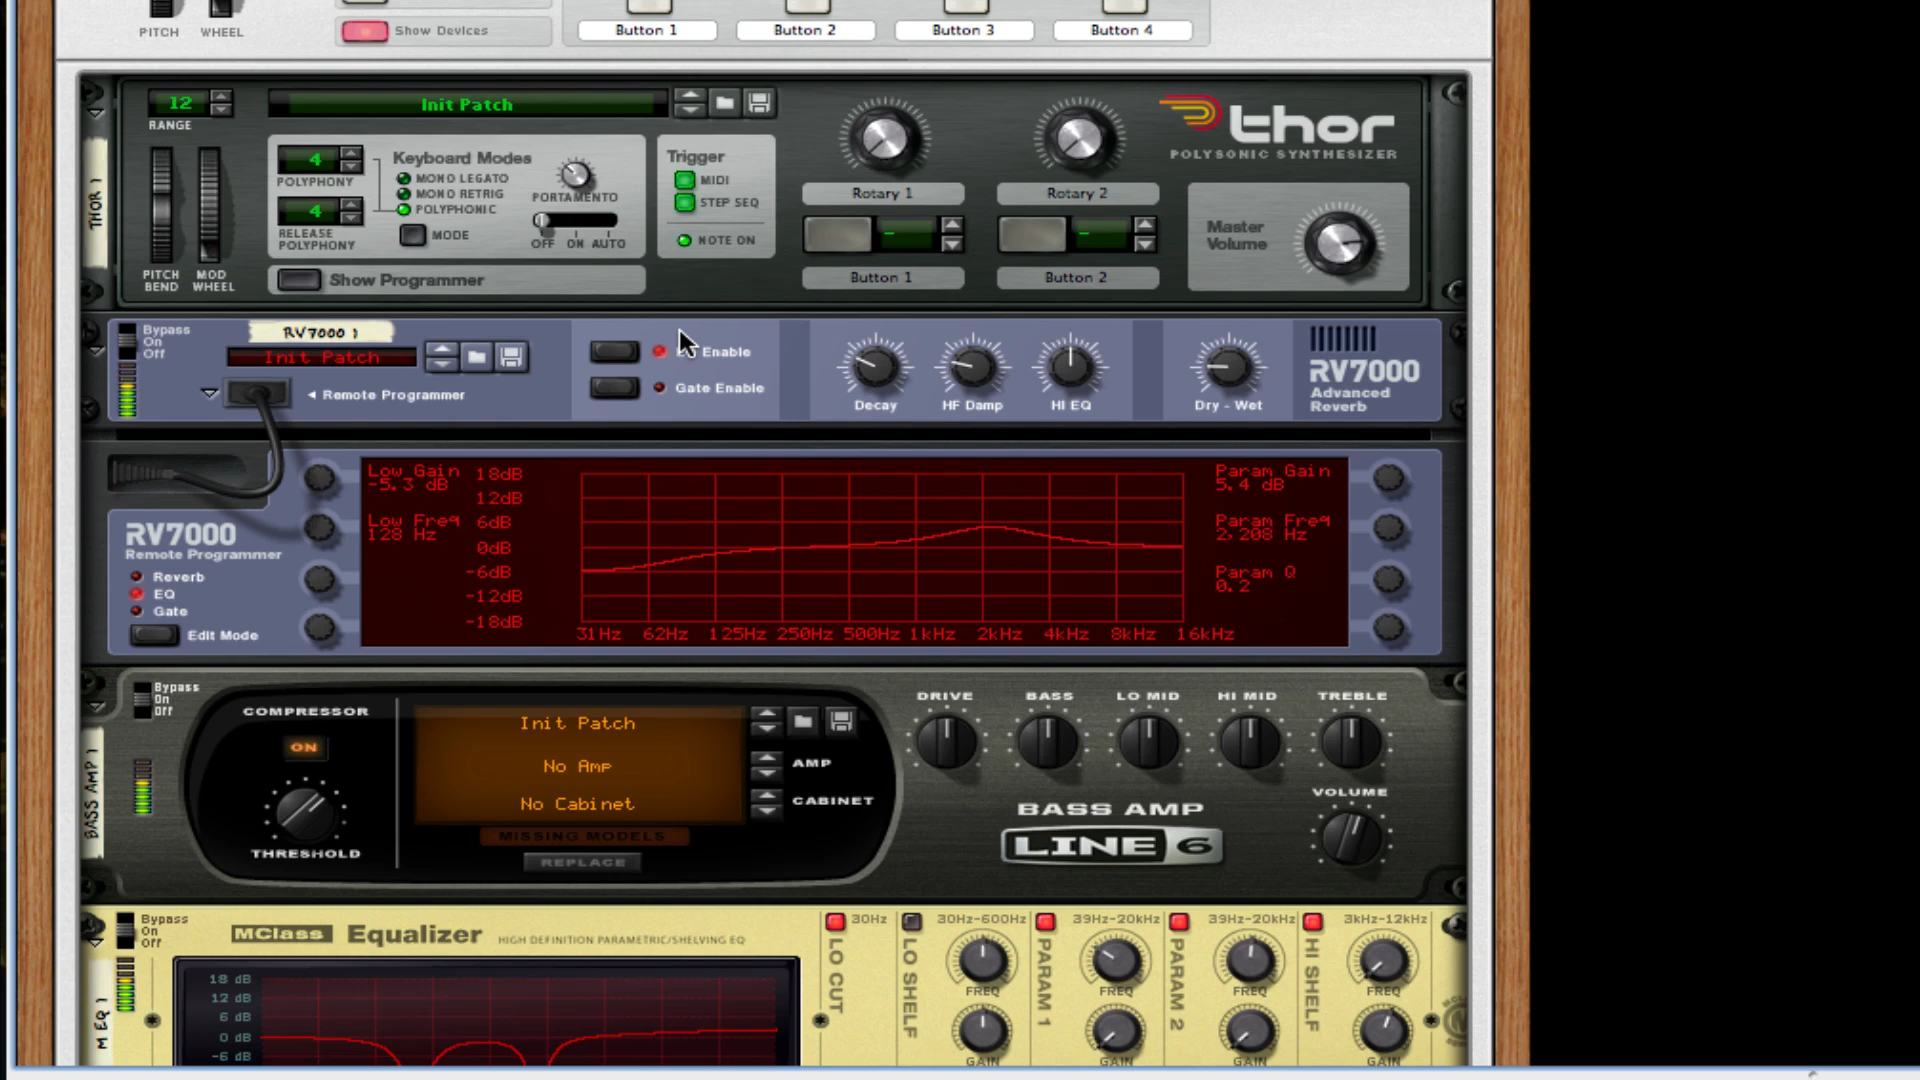 PITCH
WHEEL
Show Devices
Button 1
Button 2
Button 3
Button 4
12
RANGE
Init Patch
thor
POLYSONIC SYNTHESIZER
THOR 1
4
POLYPHONY
4
RELEASE
POLYPHONY
Keyboard Modes
MONO LEGATO
MONO RETRIG
POLYPHONIC
MODE
PORTAMENTO
OFF ON AUTO
Trigger
MIDI
STEP SEQ
NOTE ON
Rotary 1
Rotary 2
Button 1
Button 2
Master
Volume
PITCH
BEND
MOD
WHEEL
Show Programmer
Bypass
On
Off
RV7000 1
Init Patch
Remote Programmer
Enable
Gate Enable
Decay
HF Damp
HI EQ
Dry - Wet
RV7000
Advanced
Reverb
RV7000
Remote Programmer
Reverb
EQ
Gate
Edit Mode
Low Gain
-5.3 dB
Low Freq
128 Hz
18dB
12dB
6dB
0dB
-6dB
-12dB
-18dB
31Hz 62Hz 125Hz 250Hz 500Hz 1kHz 2kHz 4kHz 8kHz 16kHz
Param Gain
5.4 dB
Param Freq
2,208 Hz
Param Q
0.2
Bypass
On
Off
BASS AMP 1
COMPRESSOR
ON
THRESHOLD
Init Patch
No Amp
No Cabinet
MISSING MODELS
REPLACE
AMP
CABINET
DRIVE
BASS
LO MID
HI MID
TREBLE
BASS AMP
LINE 6
VOLUME
Bypass
On
Off
M EQ 1
MClass Equalizer HIGH DEFINITION PARAMETRIC/SHELVING EQ
18 dB
12 dB
6 dB
0 dB
-6 dB
30Hz
LO CUT
30Hz-600Hz
LO SHELF
FREQ
GAIN
39Hz-20kHz
PARAM 1
FREQ
GAIN
39Hz-20kHz
PARAM 2
FREQ
GAIN
3kHz-12kHz
HI SHELF
FREQ
GAIN